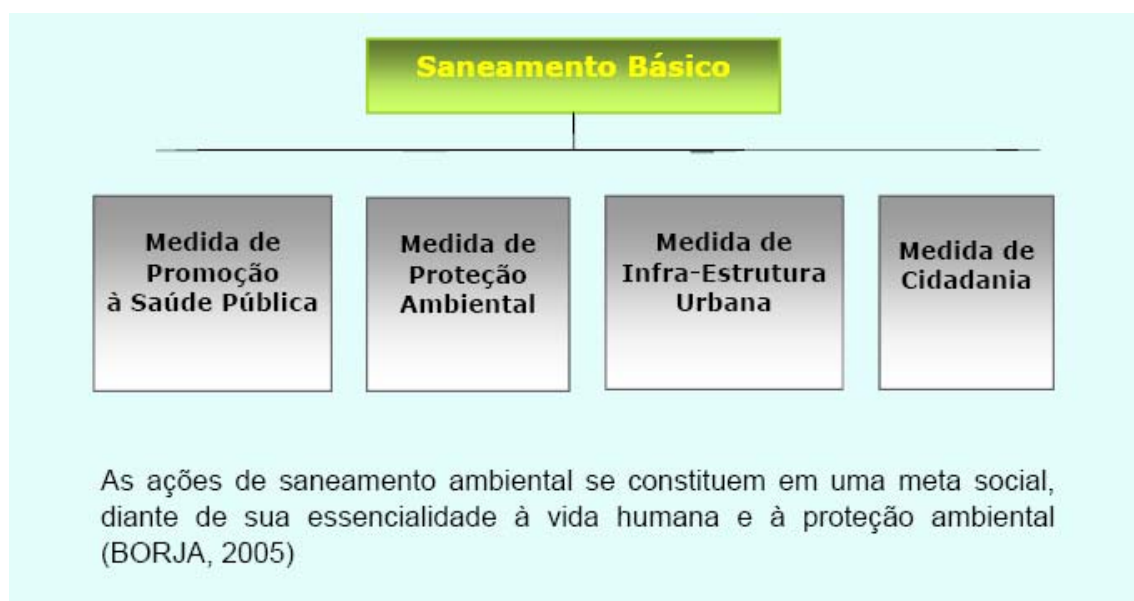 Saneamento Básico
Medida de
Promoção
à Saúde Pública
Medida de
Proteção
Ambiental
Medida de
Infra-Estrutura
Urbana
Medida de
Cidadania
As ações de saneamento ambiental se constituem em uma meta social,
diante de sua essencialidade à vida humana e à proteção ambiental
(BORJA, 2005)